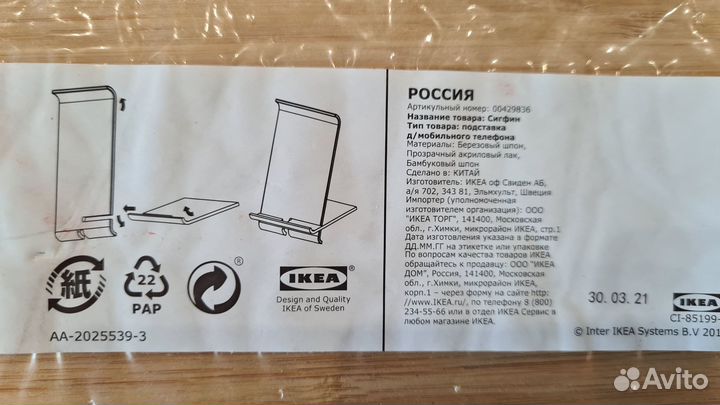 紙
22
PAP
®
IKEA
®
Design and Quality
IKEA of Sweden
AA-2025539-3
РОССИЯ
Артикульный номер: 00429836
Название товара: Сигфин
Тип товара: подставка
д/мобильного телефона
Материалы: Березовый шпон,
Прозрачный акриловый лак,
Бамбуковый шпон
Сделано в: КИТАЙ
Изготовитель: ИКЕА оф Свиден АБ,
а/я 702, 343 81, Эльмхульт, Швеция
Импортер (уполномоченная
изготовителем организация): ООО
"ИКЕА ТОРГ", 141400, Московская
обл., г.Химки, микрорайон ИКЕА, стр.1
Дата изготовления указана в формате
ДД.ММ.ГГ на этикетке или упаковке
По вопросам качества товаров ИКЕА
обращайтесь к продавцу: ООО "ИКЕА
ДОМ", Россия, 141400, Московская
обл., г.Химки, микрорайон ИКЕА,
корп.1 – через форму на сайте http:
//www.IKEA.ru/, по телефону 8 (800)
234-55-66 или в отделе ИКЕА Сервис в
любом магазине ИКЕА.
30. 03. 21
IKEA
CI-85199-
© Inter IKEA Systems B.V 201
Avito